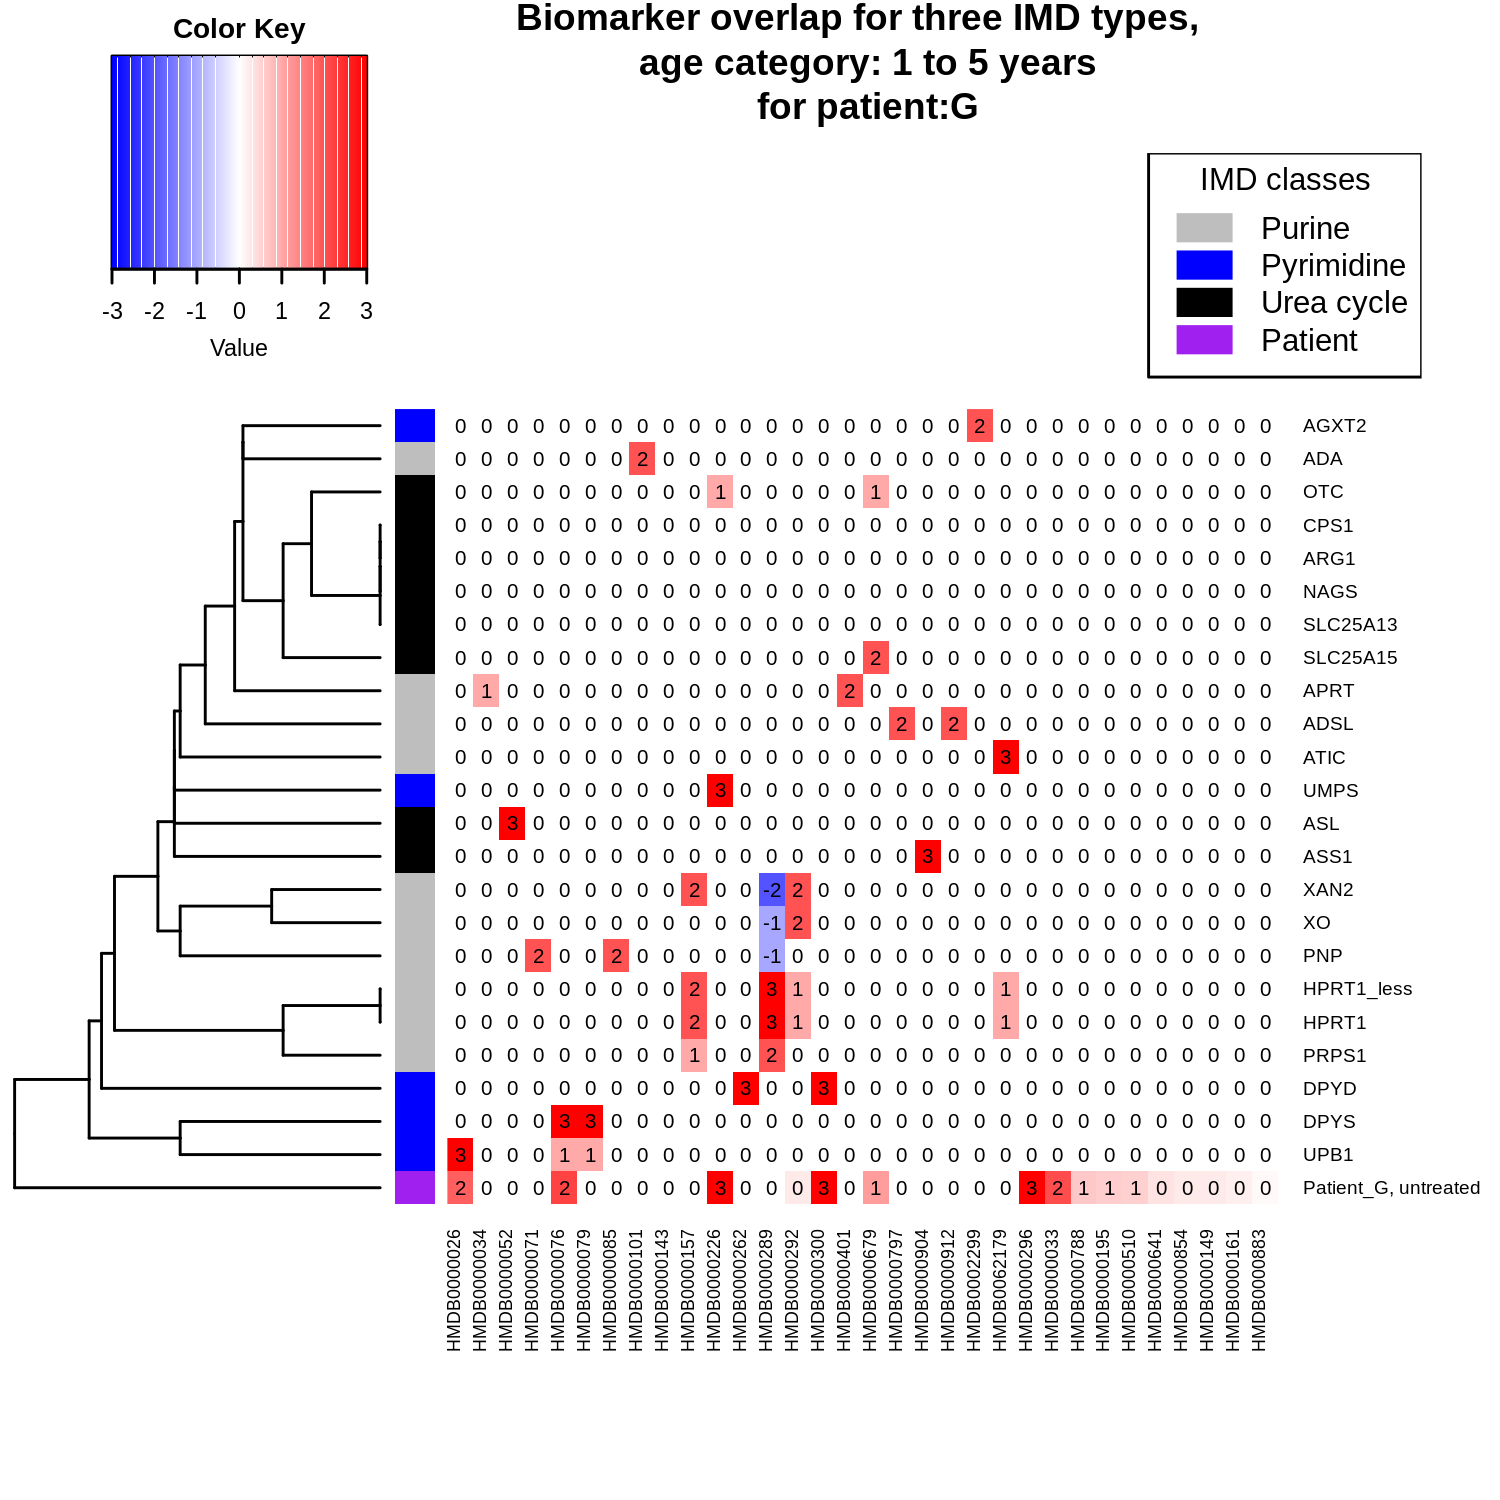 Biomarker overlap for three IMD types,
age category: 1 to 5 years
for patient:G
Color Key
-3 -2 -1 0 1 2 3
Value
IMD classes
Purine
Pyrimidine
Urea cycle
Patient
0 0 0 0 0 0 0 0 0 0 0 0 0 0 0 0 0 0 0 0 2 0 0 0 0 0 0 0 0 0 0 0 AGXT2
0 0 0 0 0 0 0 2 0 0 0 0 0 0 0 0 0 0 0 0 0 0 0 0 0 0 0 0 0 0 0 0 ADA
0 0 0 0 0 0 0 0 0 0 1 0 0 0 0 0 1 0 0 0 0 0 0 0 0 0 0 0 0 0 0 0 OTC
0 0 0 0 0 0 0 0 0 0 0 0 0 0 0 0 0 0 0 0 0 0 0 0 0 0 0 0 0 0 0 0 CPS1
0 0 0 0 0 0 0 0 0 0 0 0 0 0 0 0 0 0 0 0 0 0 0 0 0 0 0 0 0 0 0 0 ARG1
0 0 0 0 0 0 0 0 0 0 0 0 0 0 0 0 0 0 0 0 0 0 0 0 0 0 0 0 0 0 0 0 NAGS
0 0 0 0 0 0 0 0 0 0 0 0 0 0 0 0 0 0 0 0 0 0 0 0 0 0 0 0 0 0 0 0 SLC25A13
0 0 0 0 0 0 0 0 0 0 0 0 0 0 0 0 2 0 0 0 0 0 0 0 0 0 0 0 0 0 0 0 SLC25A15
0 1 0 0 0 0 0 0 0 0 0 0 0 0 0 2 0 0 0 0 0 0 0 0 0 0 0 0 0 0 0 0 APRT
0 0 0 0 0 0 0 0 0 0 0 0 0 0 0 0 0 2 0 2 0 0 0 0 0 0 0 0 0 0 0 0 ADSL
0 0 0 0 0 0 0 0 0 0 0 0 0 0 0 0 0 0 0 0 0 3 0 0 0 0 0 0 0 0 0 0 ATIC
0 0 0 0 0 0 0 0 0 0 3 0 0 0 0 0 0 0 0 0 0 0 0 0 0 0 0 0 0 0 0 0 UMPS
0 0 3 0 0 0 0 0 0 0 0 0 0 0 0 0 0 0 0 0 0 0 0 0 0 0 0 0 0 0 0 0 ASL
0 0 0 0 0 0 0 0 0 0 0 0 0 0 0 0 0 0 3 0 0 0 0 0 0 0 0 0 0 0 0 0 ASS1
0 0 0 0 0 0 0 0 0 2 0 0 -2 2 0 0 0 0 0 0 0 0 0 0 0 0 0 0 0 0 0 0 XAN2
0 0 0 0 0 0 0 0 0 0 0 0 -1 2 0 0 0 0 0 0 0 0 0 0 0 0 0 0 0 0 0 0 XO
0 0 0 2 0 0 2 0 0 0 0 0 -1 0 0 0 0 0 0 0 0 0 0 0 0 0 0 0 0 0 0 0 PNP
0 0 0 0 0 0 0 0 0 2 0 0 3 1 0 0 0 0 0 0 0 1 0 0 0 0 0 0 0 0 0 0 HPRT1_less
0 0 0 0 0 0 0 0 0 2 0 0 3 1 0 0 0 0 0 0 0 1 0 0 0 0 0 0 0 0 0 0 HPRT1
0 0 0 0 0 0 0 0 0 1 0 0 2 0 0 0 0 0 0 0 0 0 0 0 0 0 0 0 0 0 0 0 PRPS1
0 0 0 0 0 0 0 0 0 0 0 3 0 0 3 0 0 0 0 0 0 0 0 0 0 0 0 0 0 0 0 0 DPYD
0 0 0 0 3 3 0 0 0 0 0 0 0 0 0 0 0 0 0 0 0 0 0 0 0 0 0 0 0 0 0 0 DPYS
3 0 0 0 1 1 0 0 0 0 0 0 0 0 0 0 0 0 0 0 0 0 0 0 0 0 0 0 0 0 0 0 UPB1
2 0 0 0 2 0 0 0 0 0 3 0 0 0 3 0 1 0 0 0 0 0 3 2 1 1 1 0 0 0 0 0 Patient_G, untreated
HMDB0000026
HMDB0000034
HMDB0000052
HMDB0000071
HMDB0000076
HMDB0000079
HMDB0000085
HMDB0000101
HMDB0000143
HMDB0000157
HMDB0000226
HMDB0000262
HMDB0000289
HMDB0000292
HMDB0000300
HMDB0000401
HMDB0000679
HMDB0000797
HMDB0000904
HMDB0000912
HMDB0002299
HMDB0062179
HMDB0000296
HMDB0000033
HMDB0000788
HMDB0000195
HMDB0000510
HMDB0000641
HMDB0000854
HMDB0000149
HMDB0000161
HMDB0000883